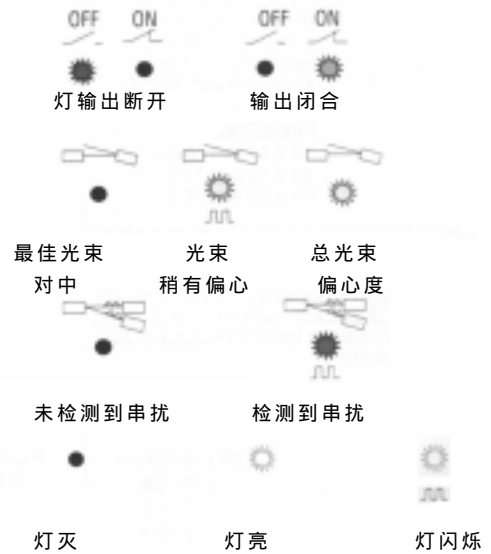 OFF ON OFF ON
灯输出断开 输出闭合
最佳光束 光束 总光束
对中 稍有偏心 偏心度
未检测到串扰 检测到串扰
灯灭 灯亮 灯闪烁